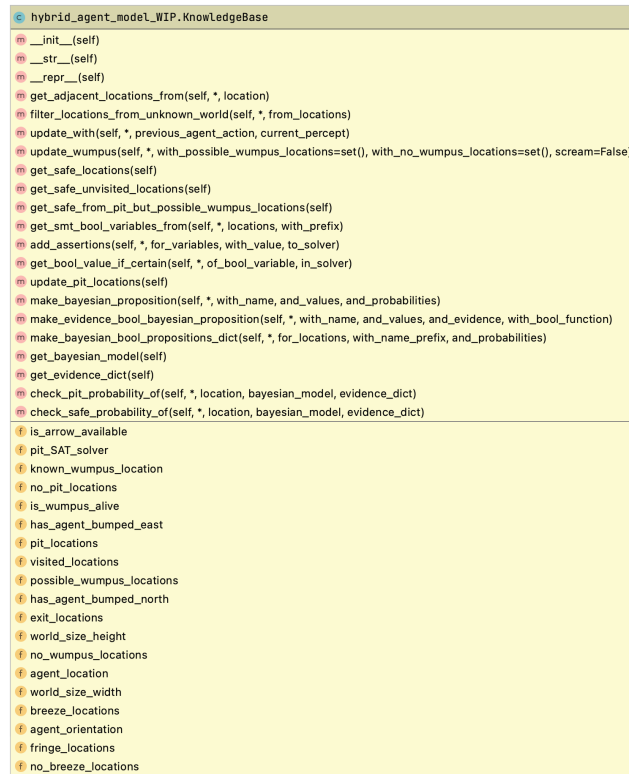 c hybrid_agent_model_WIP.KnowledgeBase
m __init__(self)
m __str__(self)
m __repr__(self)
m get_adjacent_locations_from(self, *, location)
m filter_locations_from_unknown_world(self, *, from_locations)
m update_with(self, *, previous_agent_action, current_percept)
m update_wumpus(self, *, with_possible_wumpus_locations=set(), with_no_wumpus_locations=set(), scream=False)
m get_safe_locations(self)
m get_safe_unvisited_locations(self)
m get_safe_from_pit_but_possible_wumpus_locations(self)
m get_smt_bool_variables_from(self, *, locations, with_prefix)
m add_assertions(self, *, for_variables, with_value, to_solver)
m get_bool_value_if_certain(self, *, of_bool_variable, in_solver)
m update_pit_locations(self)
m make_bayesian_proposition(self, *, with_name, and_values, and_probabilities)
m make_evidence_bool_bayesian_proposition(self, *, with_name, and_values, and_evidence, with_bool_function)
m make_bayesian_bool_propositions_dict(self, *, for_locations, with_name_prefix, and_probabilities)
m get_bayesian_model(self)
m get_evidence_dict(self)
m check_pit_probability_of(self, *, location, bayesian_model, evidence_dict)
m check_safe_probability_of(self, *, location, bayesian_model, evidence_dict)
f is_arrow_available
f pit_SAT_solver
f known_wumpus_location
f no_pit_locations
f is_wumpus_alive
f has_agent_bumped_east
f pit_locations
f visited_locations
f possible_wumpus_locations
f has_agent_bumped_north
f exit_locations
f world_size_height
f no_wumpus_locations
f agent_location
f world_size_width
f breeze_locations
f agent_orientation
f fringe_locations
f no_breeze_locations